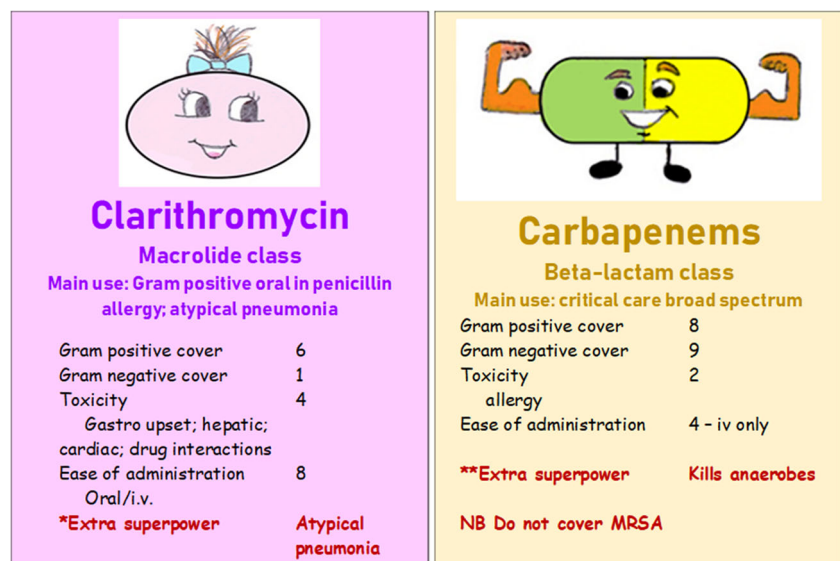 Clarithromycin
Macrolide class
Main use: Gram positive oral in penicillin
allergy; atypical pneumonia
Gram positive cover 6
Gram negative cover 1
Toxicity 4
Gastro upset; hepatic;
cardiac; drug interactions
Ease of administration 8
Oral/i.v.
*Extra superpower Atypical
pneumonia
Carbapenems
Beta-lactam class
Main use: critical care broad spectrum
Gram positive cover 8
Gram negative cover 9
Toxicity 2
allergy
Ease of administration 4 – iv only
**Extra superpower Kills anaerobes
NB Do not cover MRSA